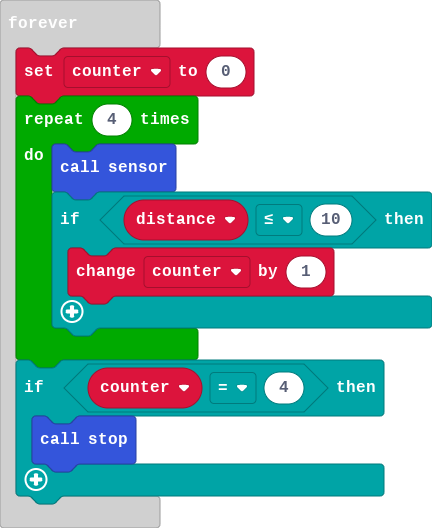 forever
set counter to 0
repeat 4 times
do
call sensor
if distance ≤ 10 then
change counter by 1
if counter = 4 then
call stop